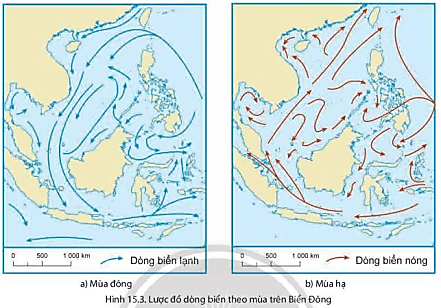 0 500 1 000 km
Dòng biển lạnh
0 500 1 000 km
Dòng biển nóng
a) Mùa đông
b) Mùa hạ
Hình 15.3. Lược đồ dòng biển theo mùa trên Biển Đông